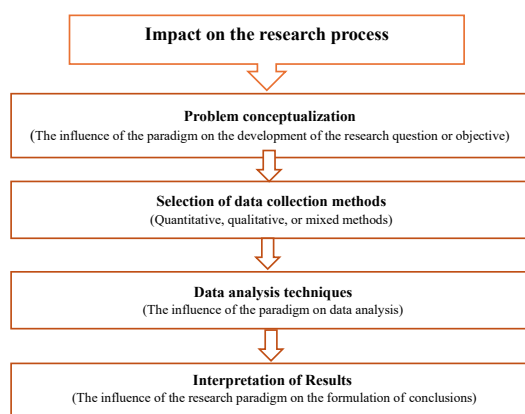 Impact on the research process
Problem conceptualization
(The influence of the paradigm on the development of the research question or objective)
Selection of data collection methods
(Quantitative, qualitative, or mixed methods)
Data analysis techniques
(The influence of the paradigm on data analysis)
Interpretation of Results
(The influence of the research paradigm on the formulation of conclusions)